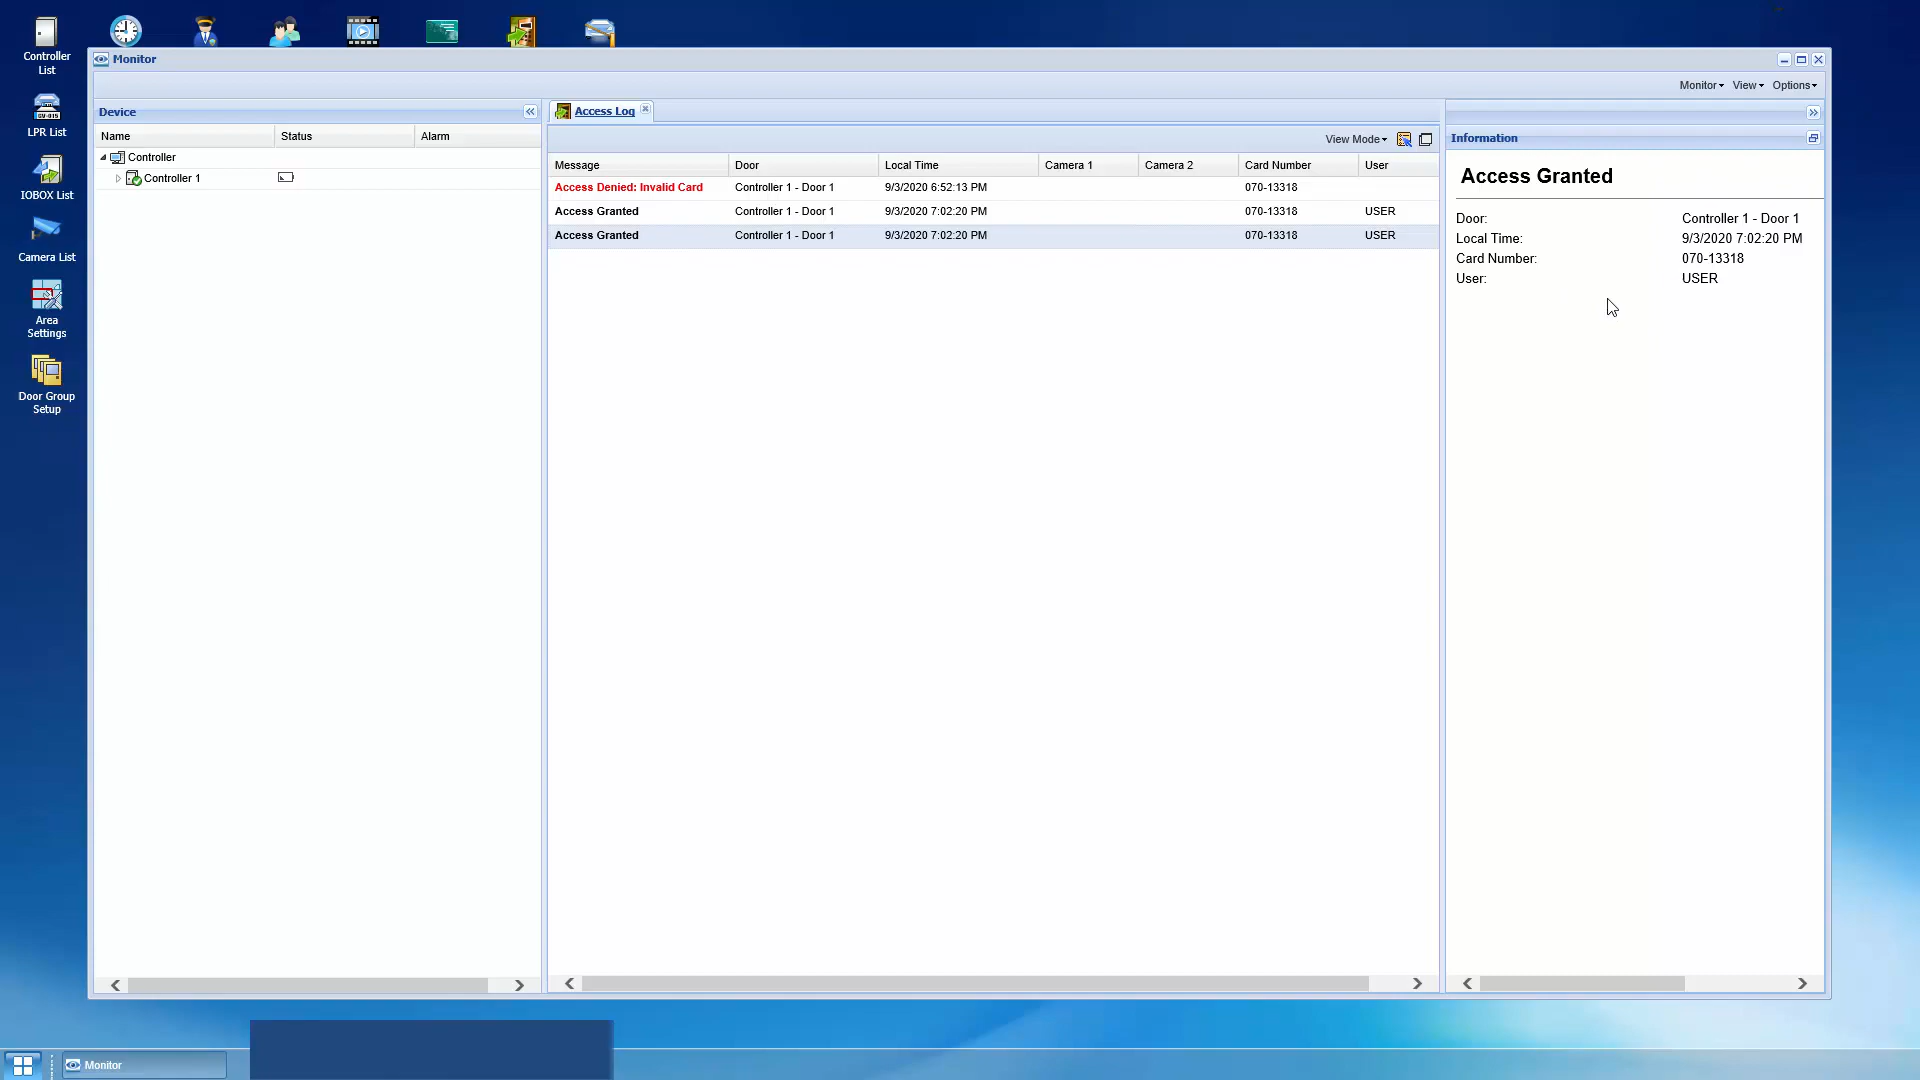 Controller
List
GV-015
LPR List
IOBOX List
Camera List
Area
Settings
Door Group
Setup
Monitor
Monitor View Options
Device
Name Status Alarm
Controller
Controller 1
Access Log
View Mode
Message Door Local Time Camera 1 Camera 2 Card Number User
Access Denied: Invalid Card Controller 1 - Door 1 9/3/2020 6:52:13 PM 070-13318
Access Granted Controller 1 - Door 1 9/3/2020 7:02:20 PM 070-13318 USER
Access Granted Controller 1 - Door 1 9/3/2020 7:02:20 PM 070-13318 USER
Information
Access Granted
Door: Controller 1 - Door 1
Local Time: 9/3/2020 7:02:20 PM
Card Number: 070-13318
User: USER
Monitor